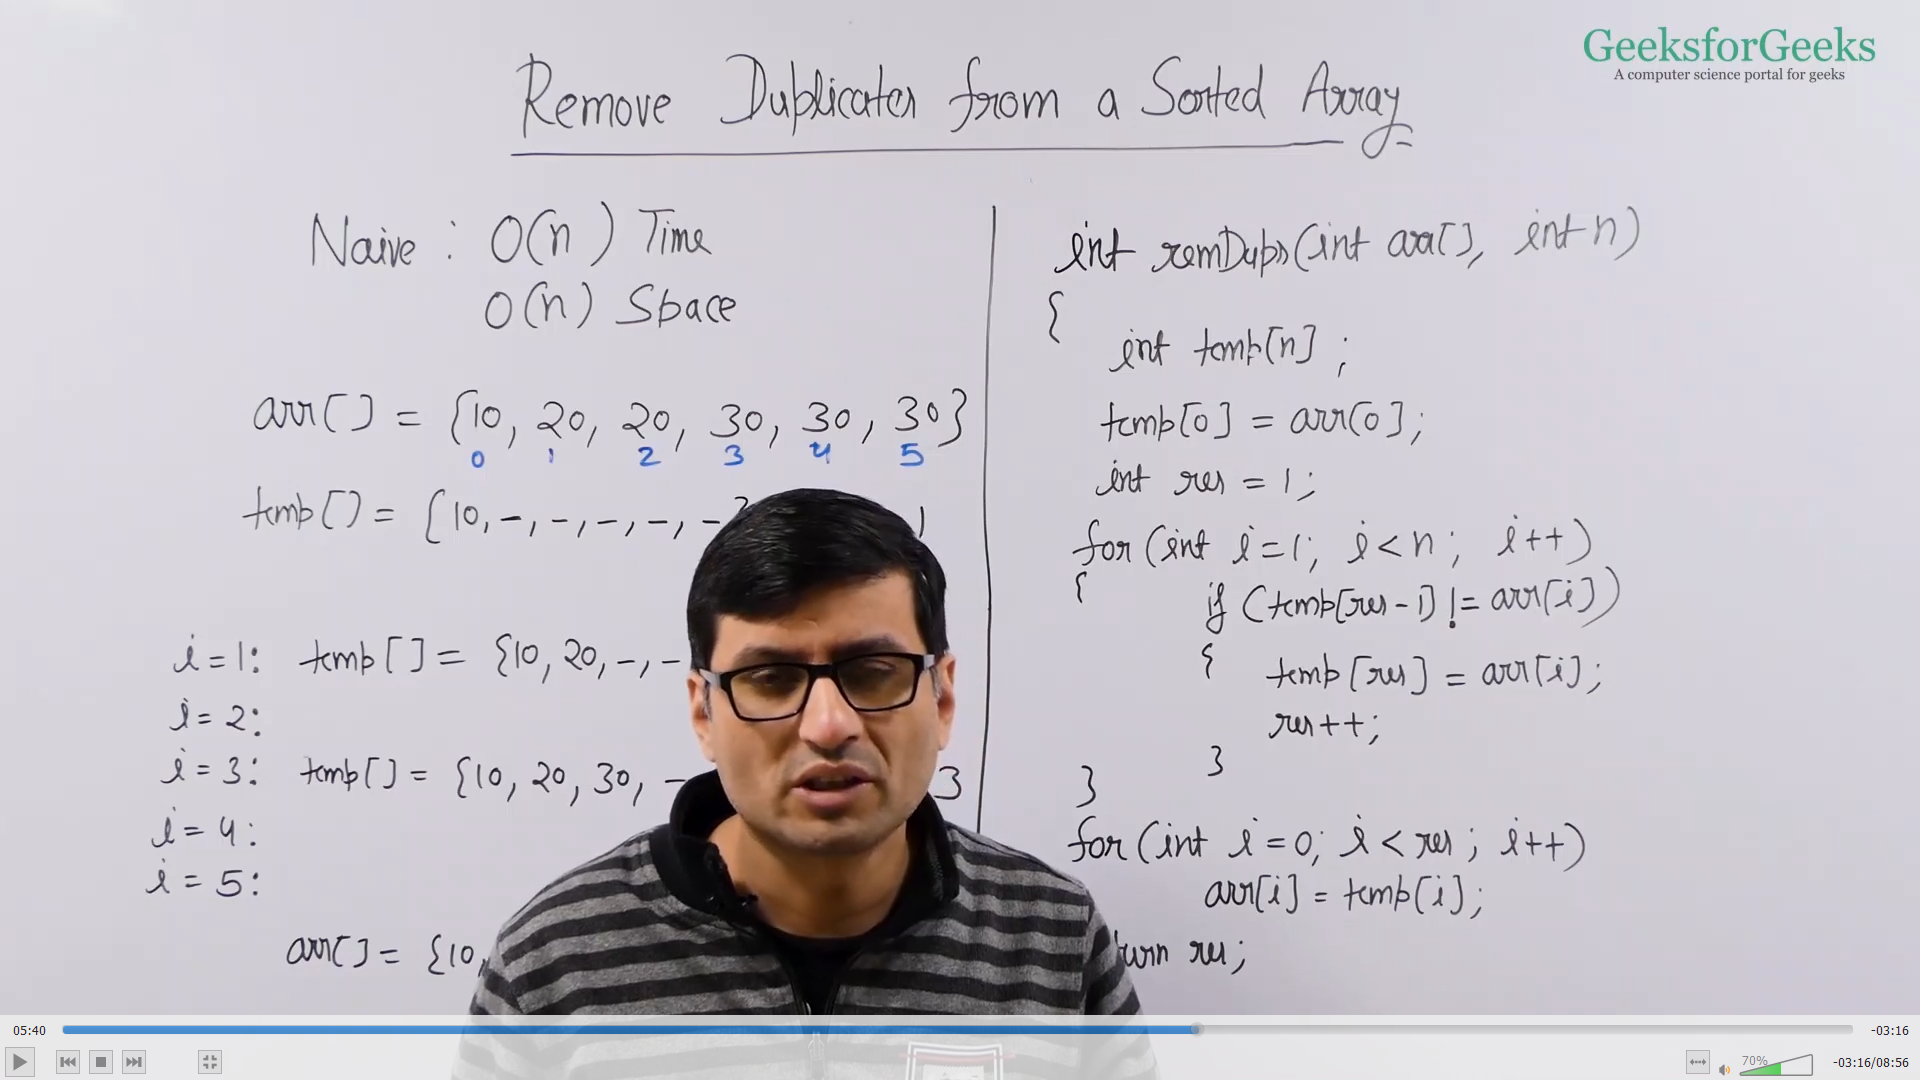 GeeksforGeeks
A computer science portal for geeks
Remove Duplicates from a Sorted Array
Naive : O(n) Time
O(n) Space
arr[] = {10, 20, 20, 30, 30, 30}
0 1 2 3 4 5
temp[] = {10, -, -, -, -, -
i = 1: temp[] = {10, 20, -, -
i = 2:
i = 3: temp[] = {10, 20, 30, - 3
i = 4:
i = 5:
arr[] = {10,
int remDups(int arr[], int n)
{
int temp[n];
temp[0] = arr[0];
int res = 1;
for (int i=1; i<n; i++)
{ if (temp[res-1] != arr[i])
{ temp[res] = arr[i];
res++;
}
}
for (int i=0; i<res; i++)
arr[i] = temp[i];
turn res;
05:40
-03:16
70%
-03:16/08:56